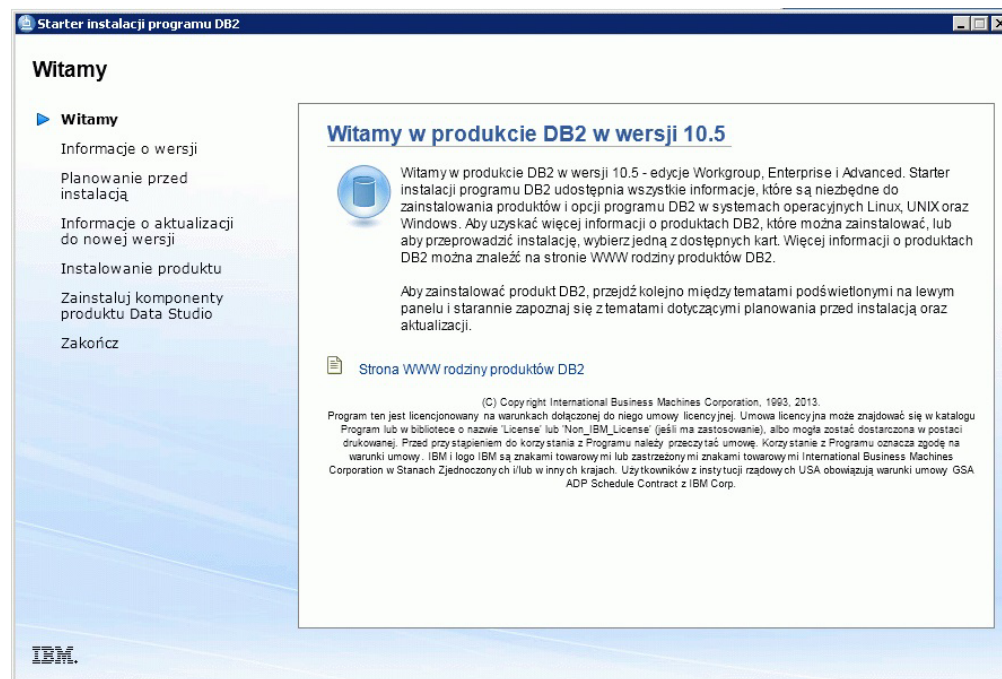 Starter instalacji programu DB2
Witamy
Witamy
Informacje o wersji
Planowanie przed
instalacją
Informacje o aktualizacji
do nowej wersji
Instalowanie produktu
Zainstaluj komponenty
produktu Data Studio
Zakończ
Witamy w produkcie DB2 w wersji 10.5
Witamy w produkcie DB2 w wersji 10.5 - edycje Workgroup, Enterprise i Advanced. Starter
instalacji programu DB2 udostępnia wszystkie informacje, które są niezbędne do
zainstalowania produktów i opcji programu DB2 w systemach operacyjnych Linux, UNIX oraz
Windows. Aby uzyskać więcej informacji o produktach DB2, które można zainstalować, lub
aby przeprowadzić instalację, wybierz jedną z dostępnych kart. Więcej informacji o produktach
DB2 można znaleźć na stronie WWW rodziny produktów DB2.
Aby zainstalować produkt DB2, przejdź kolejno między tematami podświetlonymi na lewym
panelu i starannie zapoznaj się z tematami dotyczącymi planowania przed instalacją oraz
aktualizacji.
Strona WWW rodziny produktów DB2
(C) Copyright International Business Machines Corporation, 1993, 2013.
Program ten jest licencjonowany na warunkach dołączonej do niego umowy licencyjnej. Umowa licencyjna może znajdować się w katalogu
Program lub w bibliotece o nazwie 'License' lub 'Non_IBM_License' (jeśli ma zastosowanie), albo mogła zostać dostarczona w postaci
drukowanej. Przed przystąpieniem do korzystania z Programu należy przeczytać umowę. Korzystanie z Programu oznacza zgodę na
warunki umowy. IBM i logo IBM są znakami towarowymi lub zastrzeżonymi znakami towarowymi International Business Machines
Corporation w Stanach Zjednoczonych i/lub w innych krajach. Użytkowników z instytucji rządowych USA obowiązują warunki umowy GSA
ADP Schedule Contract z IBM Corp.
IBM.